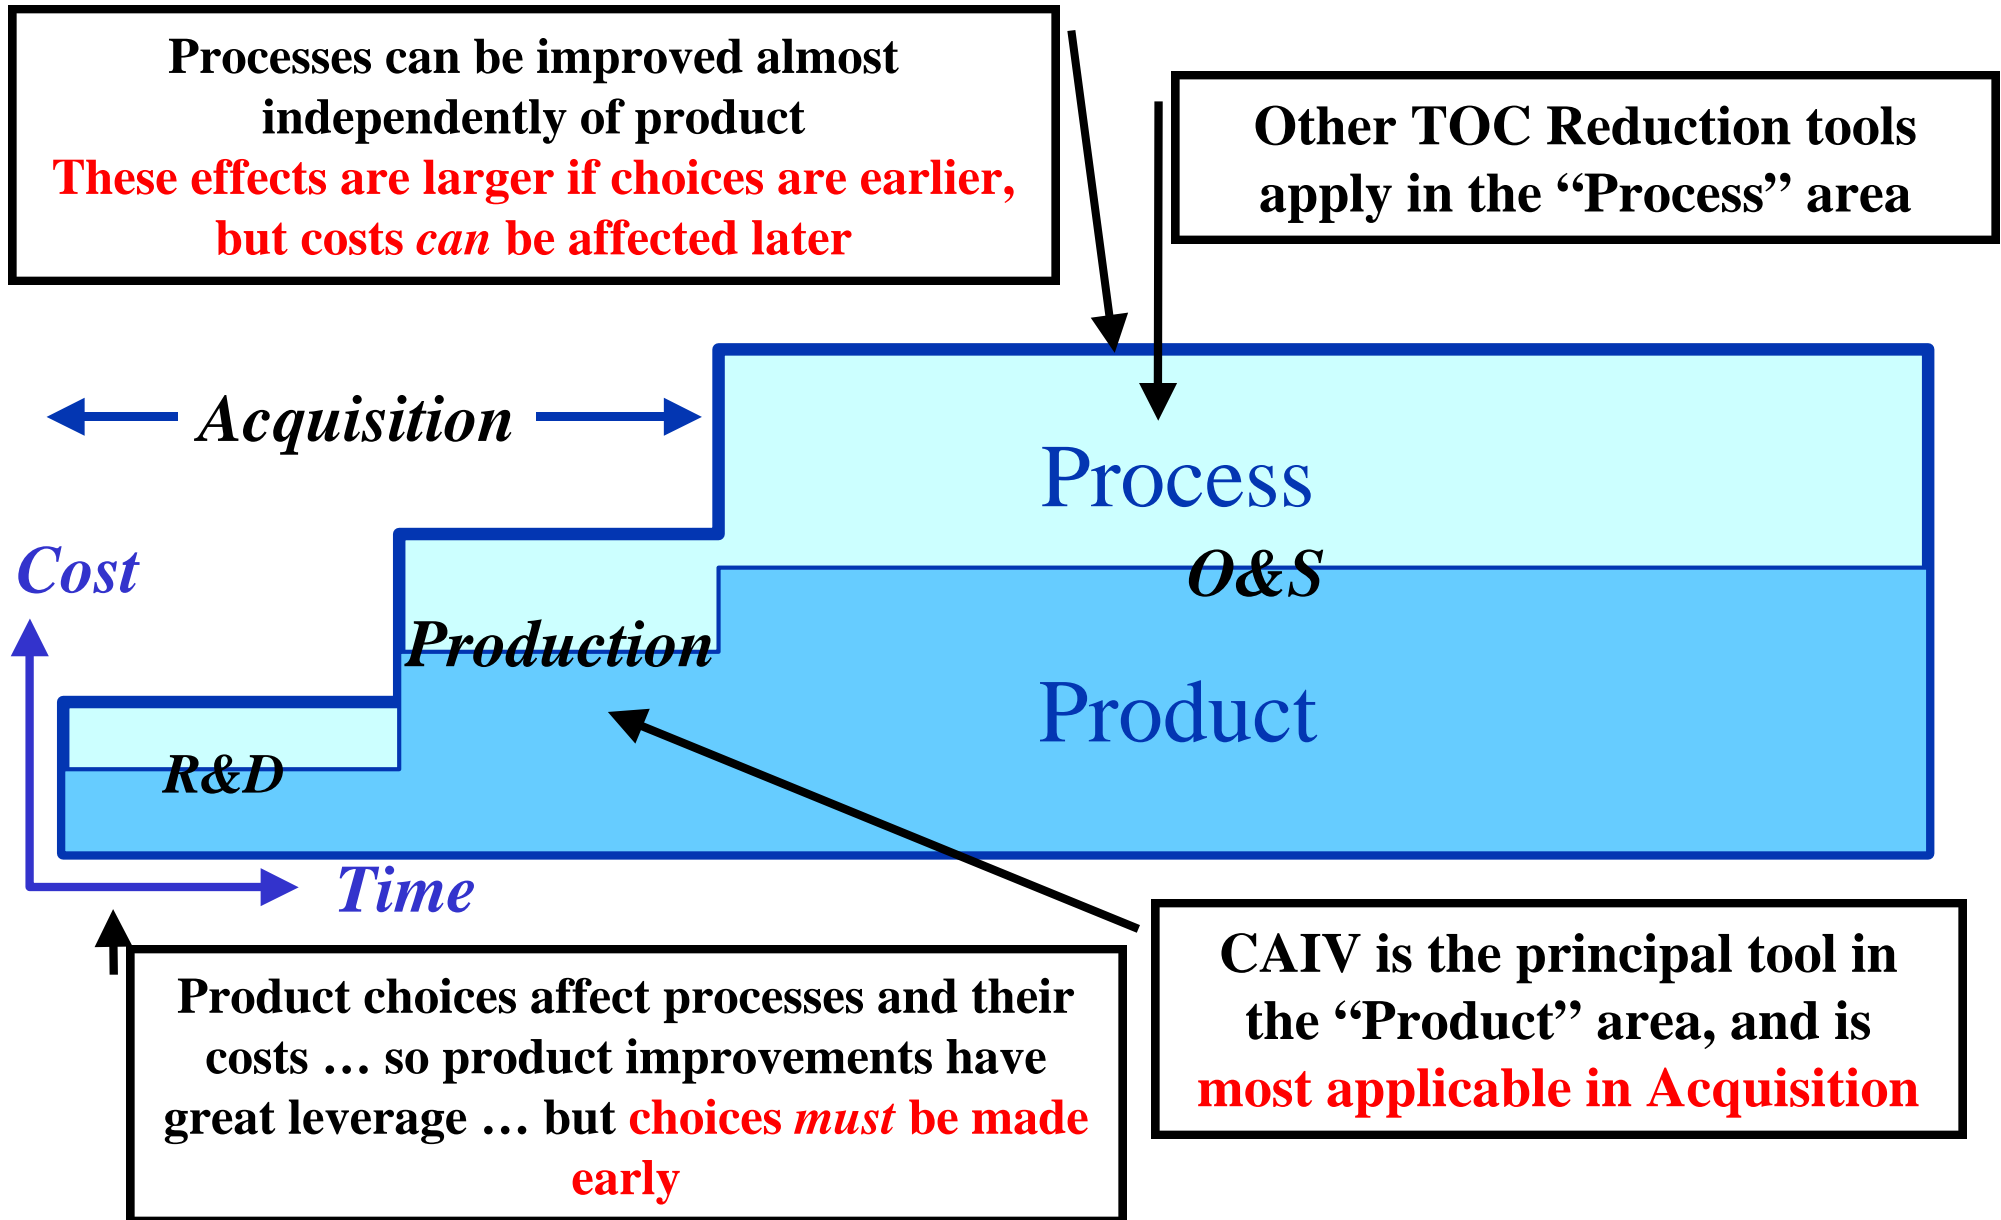 Processes can be improved almost
independently of product
These effects are larger if choices are earlier,
but costs can be affected later
Other TOC Reduction tools
apply in the “Process” area
Acquisition
Process
Cost
O&S
Production
Product
R&D
Time
CAIV is the principal tool in
the “Product” area, and is
most applicable in Acquisition
Product choices affect processes and their
costs … so product improvements have
great leverage … but choices must be made
early